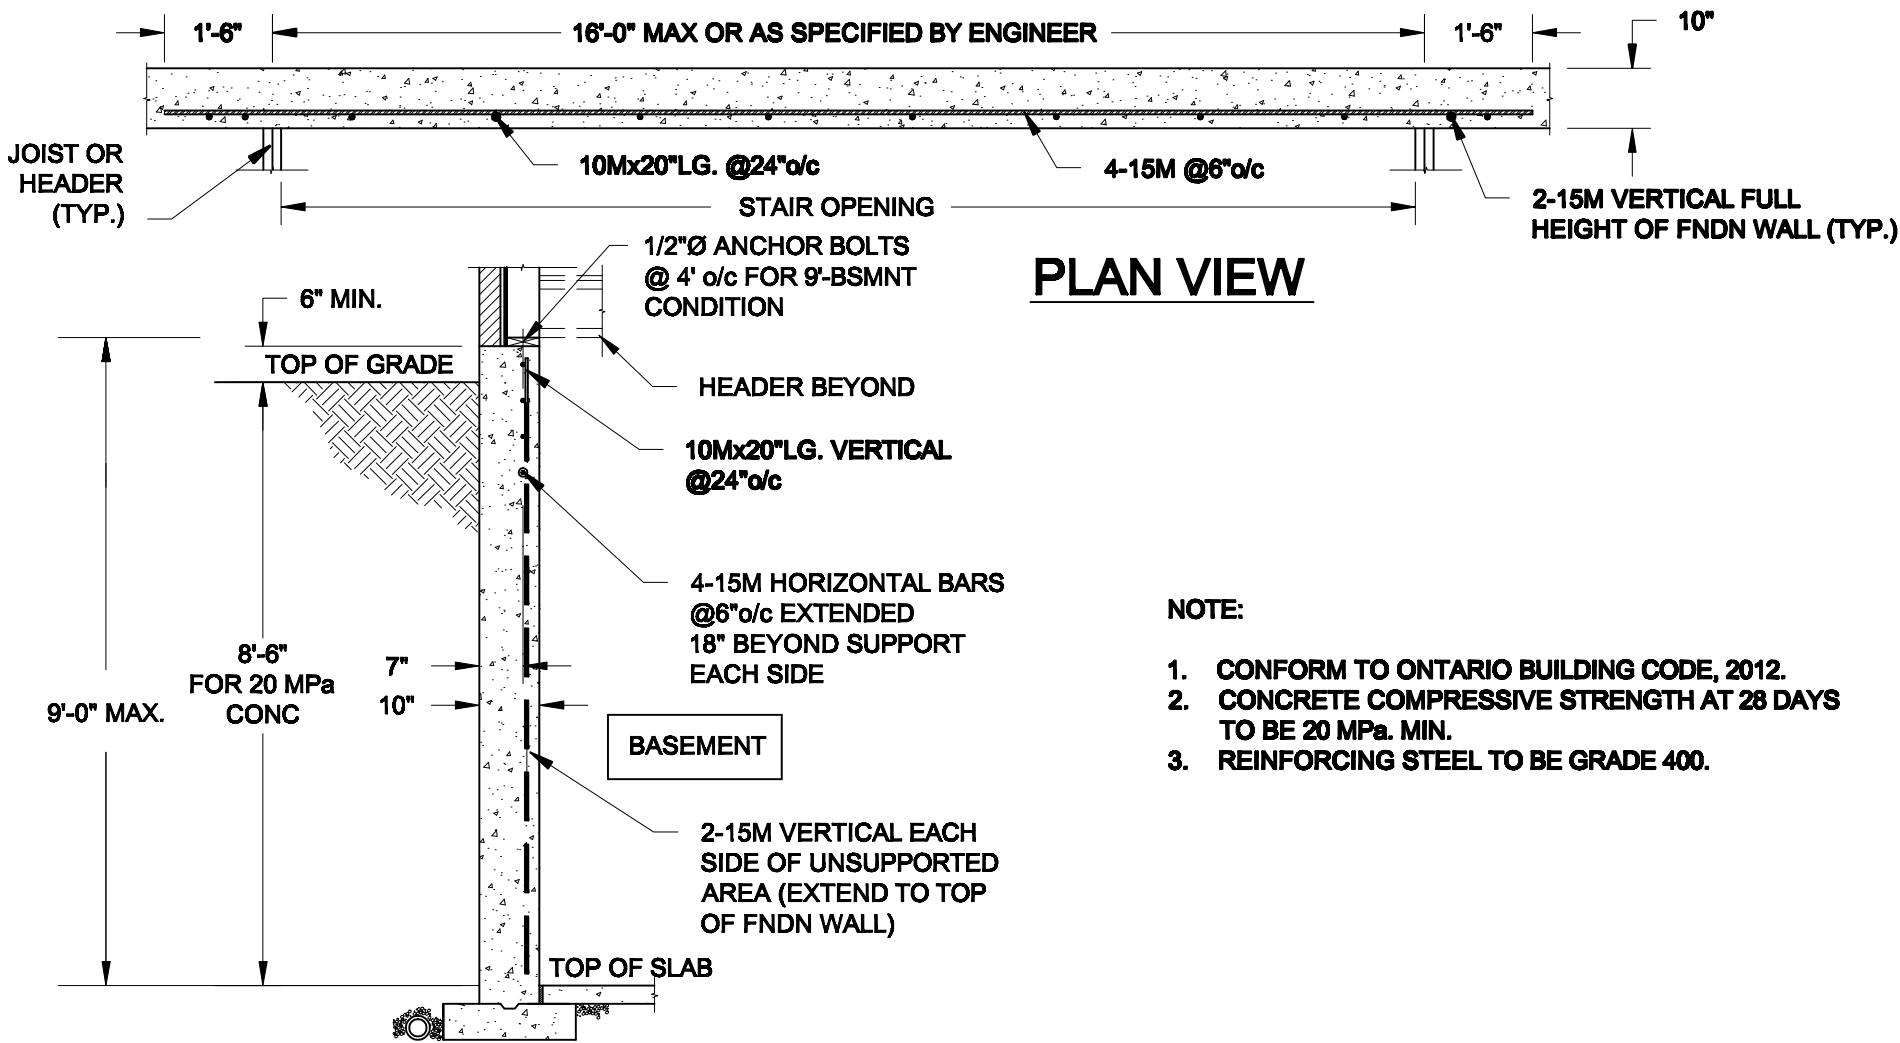 1'-6"
16'-0" MAX OR AS SPECIFIED BY ENGINEER
1'-6"
10"
JOIST OR
HEADER
(TYP.)
10Mx20"LG. @24"o/c
4-15M @6"o/c
STAIR OPENING
2-15M VERTICAL FULL
HEIGHT OF FNDN WALL (TYP.)
PLAN VIEW
1/2"Ø ANCHOR BOLTS
@ 4' o/c FOR 9'-BSMNT
CONDITION
6" MIN.
TOP OF GRADE
HEADER BEYOND
10Mx20"LG. VERTICAL
@24"o/c
4-15M HORIZONTAL BARS
@6"o/c EXTENDED
18" BEYOND SUPPORT
EACH SIDE
8'-6"
FOR 20 MPa
CONC
9'-0" MAX.
7"
10"
BASEMENT
2-15M VERTICAL EACH
SIDE OF UNSUPPORTED
AREA (EXTEND TO TOP
OF FNDN WALL)
TOP OF SLAB
NOTE:
1. CONFORM TO ONTARIO BUILDING CODE, 2012.
2. CONCRETE COMPRESSIVE STRENGTH AT 28 DAYS
TO BE 20 MPa. MIN.
3. REINFORCING STEEL TO BE GRADE 400.